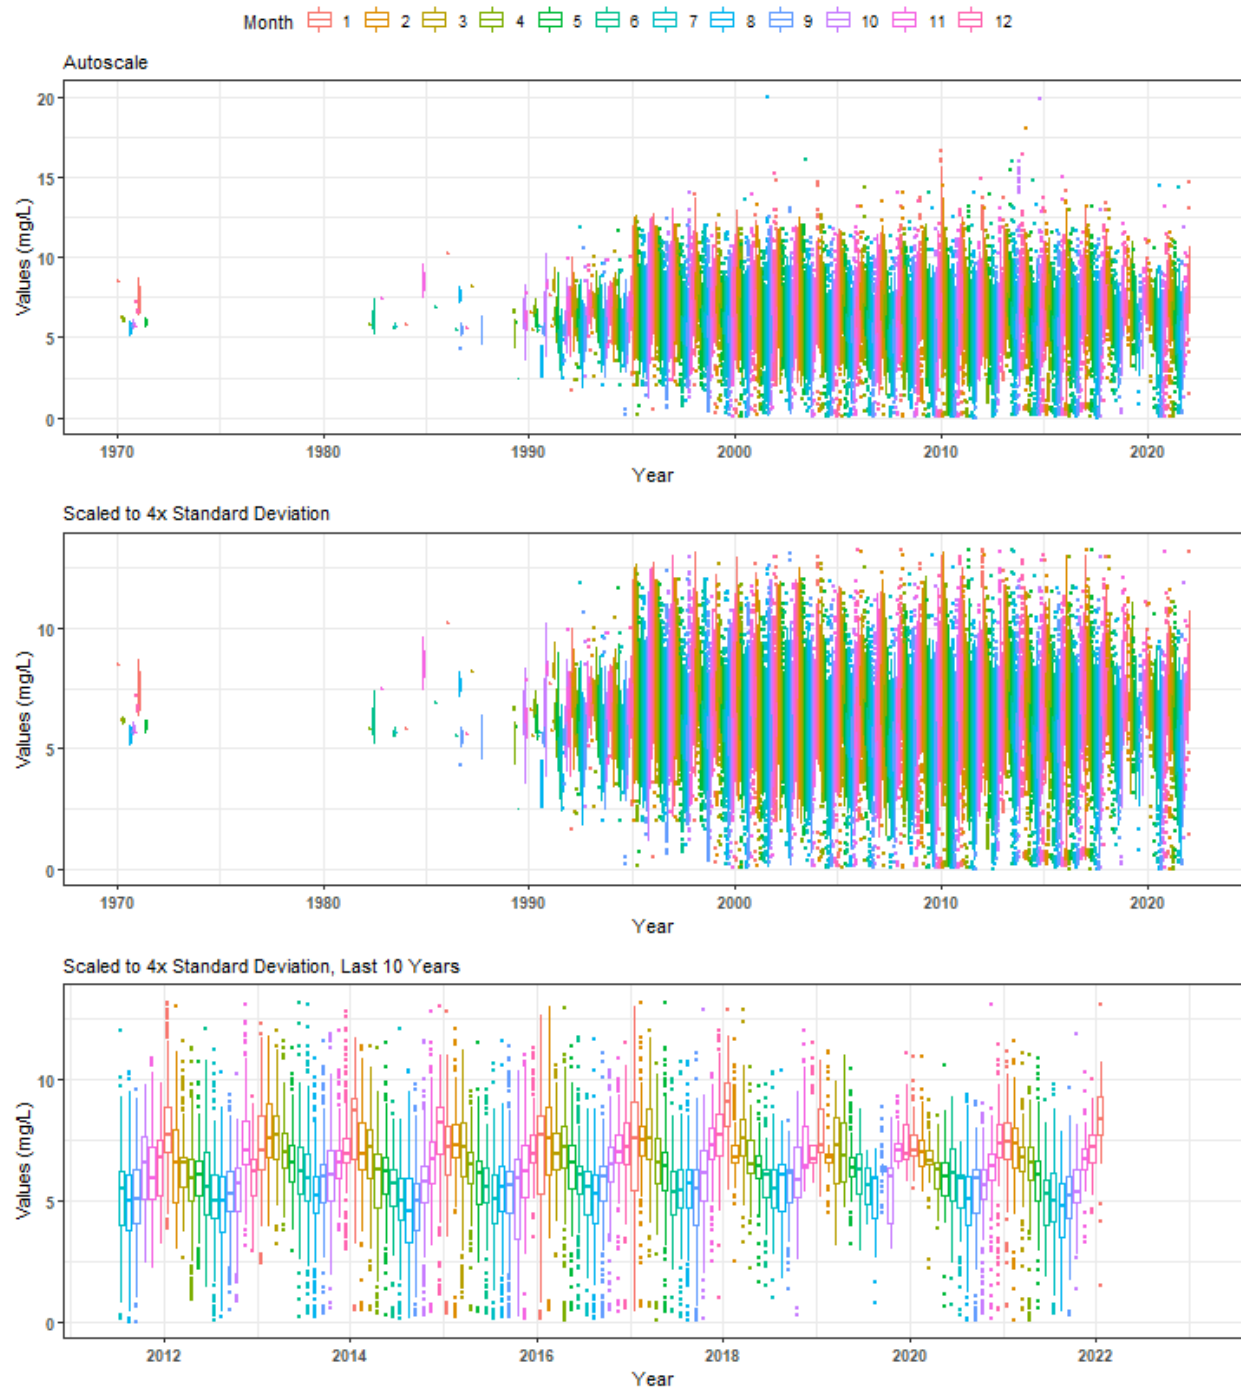 Month 1 2 3 4 5 6 7 8 9 10 11 12
Autoscale
20
15
10
5
0
Values (mg/L)
1970 1980 1990 2000 2010 2020
Year
Scaled to 4x Standard Deviation
10
5
0
Values (mg/L)
1970 1980 1990 2000 2010 2020
Year
Scaled to 4x Standard Deviation, Last 10 Years
10
5
0
Values (mg/L)
2012 2014 2016 2018 2020 2022
Year